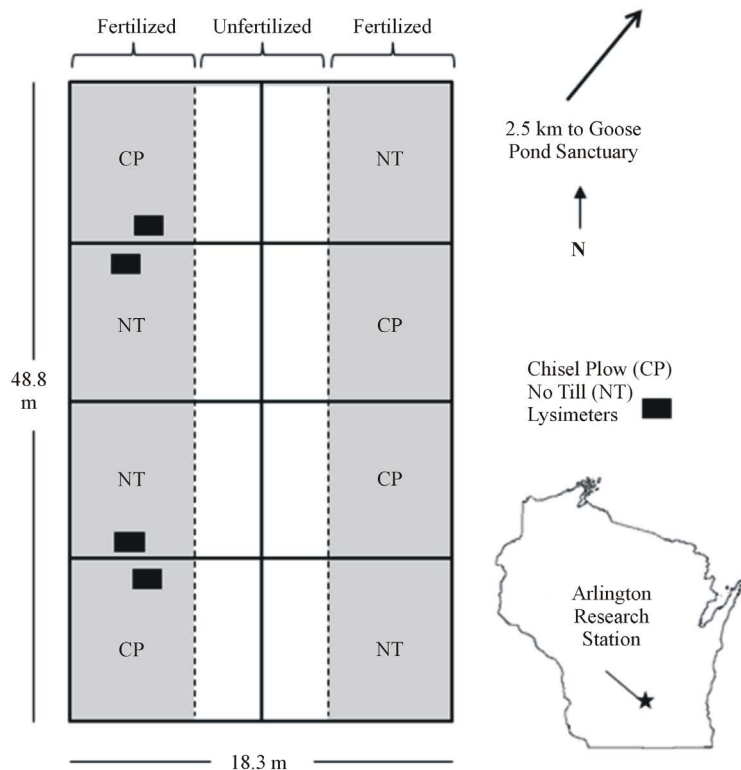 Fertilized
Unfertilized
Fertilized
CP
NT
NT
CP
NT
CP
CP
NT
48.8
m
18.3 m
2.5 km to Goose
Pond Sanctuary
N
Chisel Plow (CP)
No Till (NT)
Lysimeters
Arlington
Research
Station